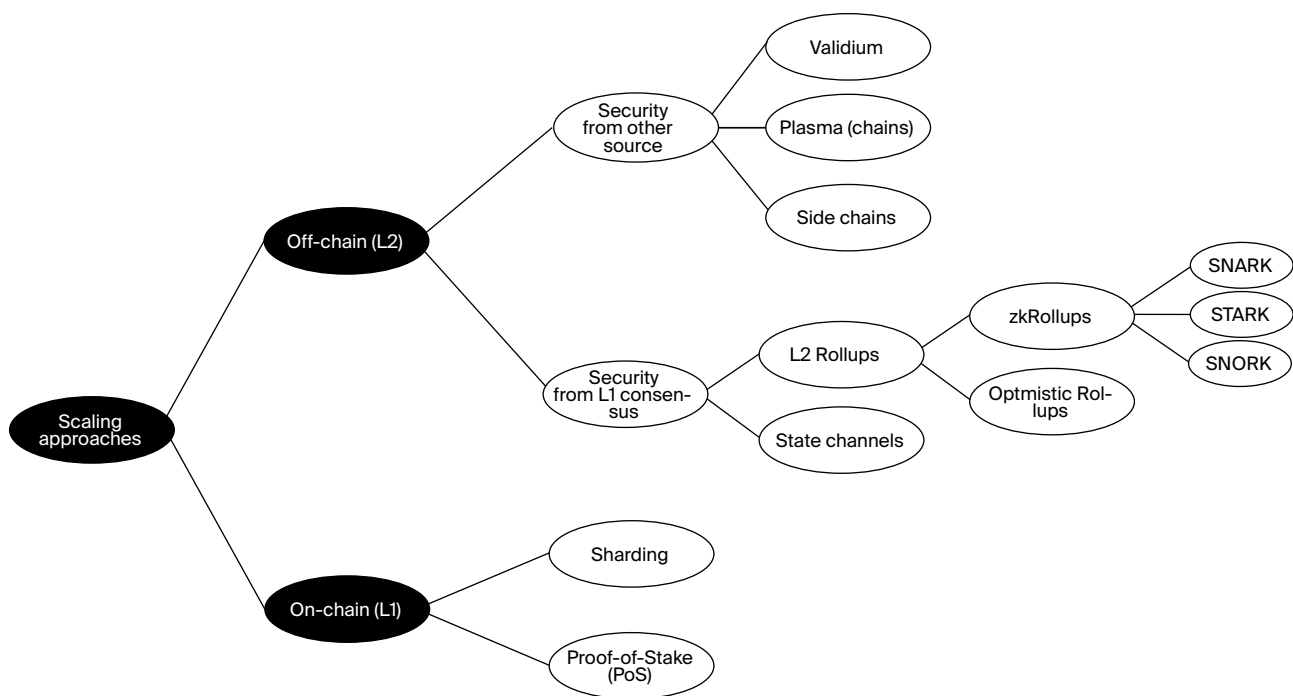 Validium
Security
from other
source
Plasma (chains)
Side chains
Off-chain (L2)
SNARK
zkRollups
STARK
L2 Rollups
SNORK
Security
from L1 consen-
sus
Optmistic Rol-
lups
Scaling
approaches
State channels
Sharding
On-chain (L1)
Proof-of-Stake
(PoS)